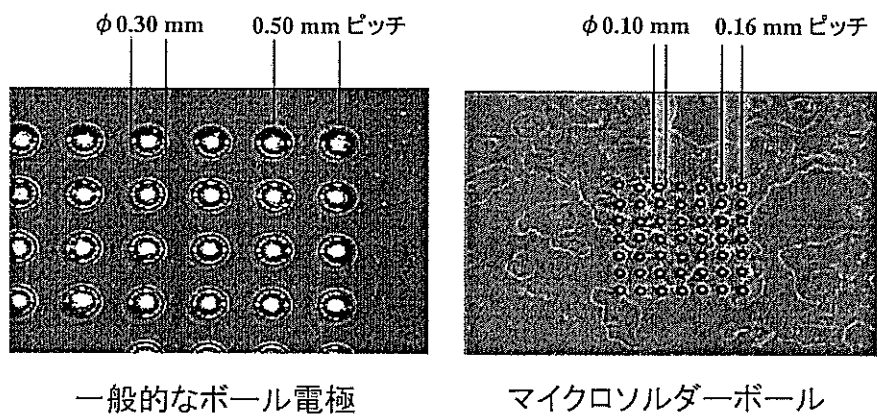 φ0.30 mm 0.50 mm ピッチ φ0.10 mm 0.16 mm ピッチ
一般的なボール電極 マイクロソルダーボール